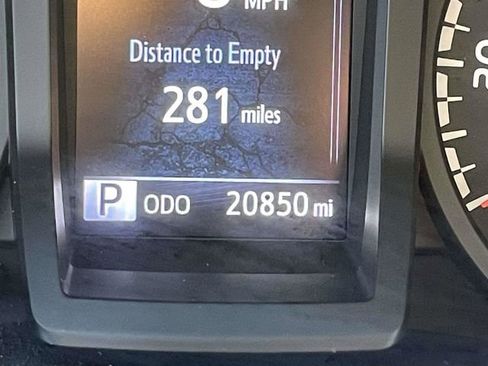 MPH
Distance to Empty
281 miles
P ODO 20850 mi